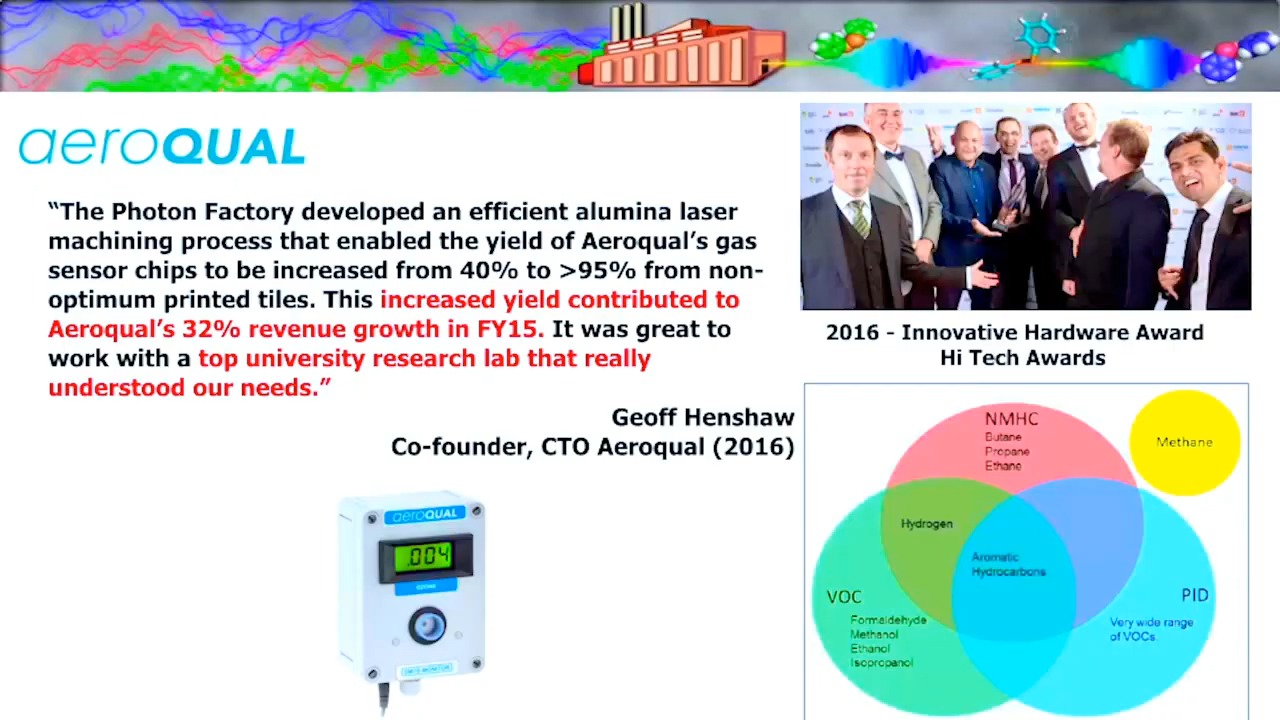 aeroQUAL
“The Photon Factory developed an efficient alumina laser
machining process that enabled the yield of Aeroqual’s gas
sensor chips to be increased from 40% to >95% from non-
optimum printed tiles. This increased yield contributed to
Aeroqual’s 32% revenue growth in FY15. It was great to
work with a top university research lab that really
understood our needs.”
Geoff Henshaw
Co-founder, CTO Aeroqual (2016)
2016 - Innovative Hardware Award
Hi Tech Awards
aeroQUAL
.004
NMHC
Butane
Propane
Ethane
Methane
Hydrogen
Aromatic
Hydrocarbons
VOC
Formaldehyde
Methanol
Ethanol
Isopropanol
PID
Very wide range
of VOCs.